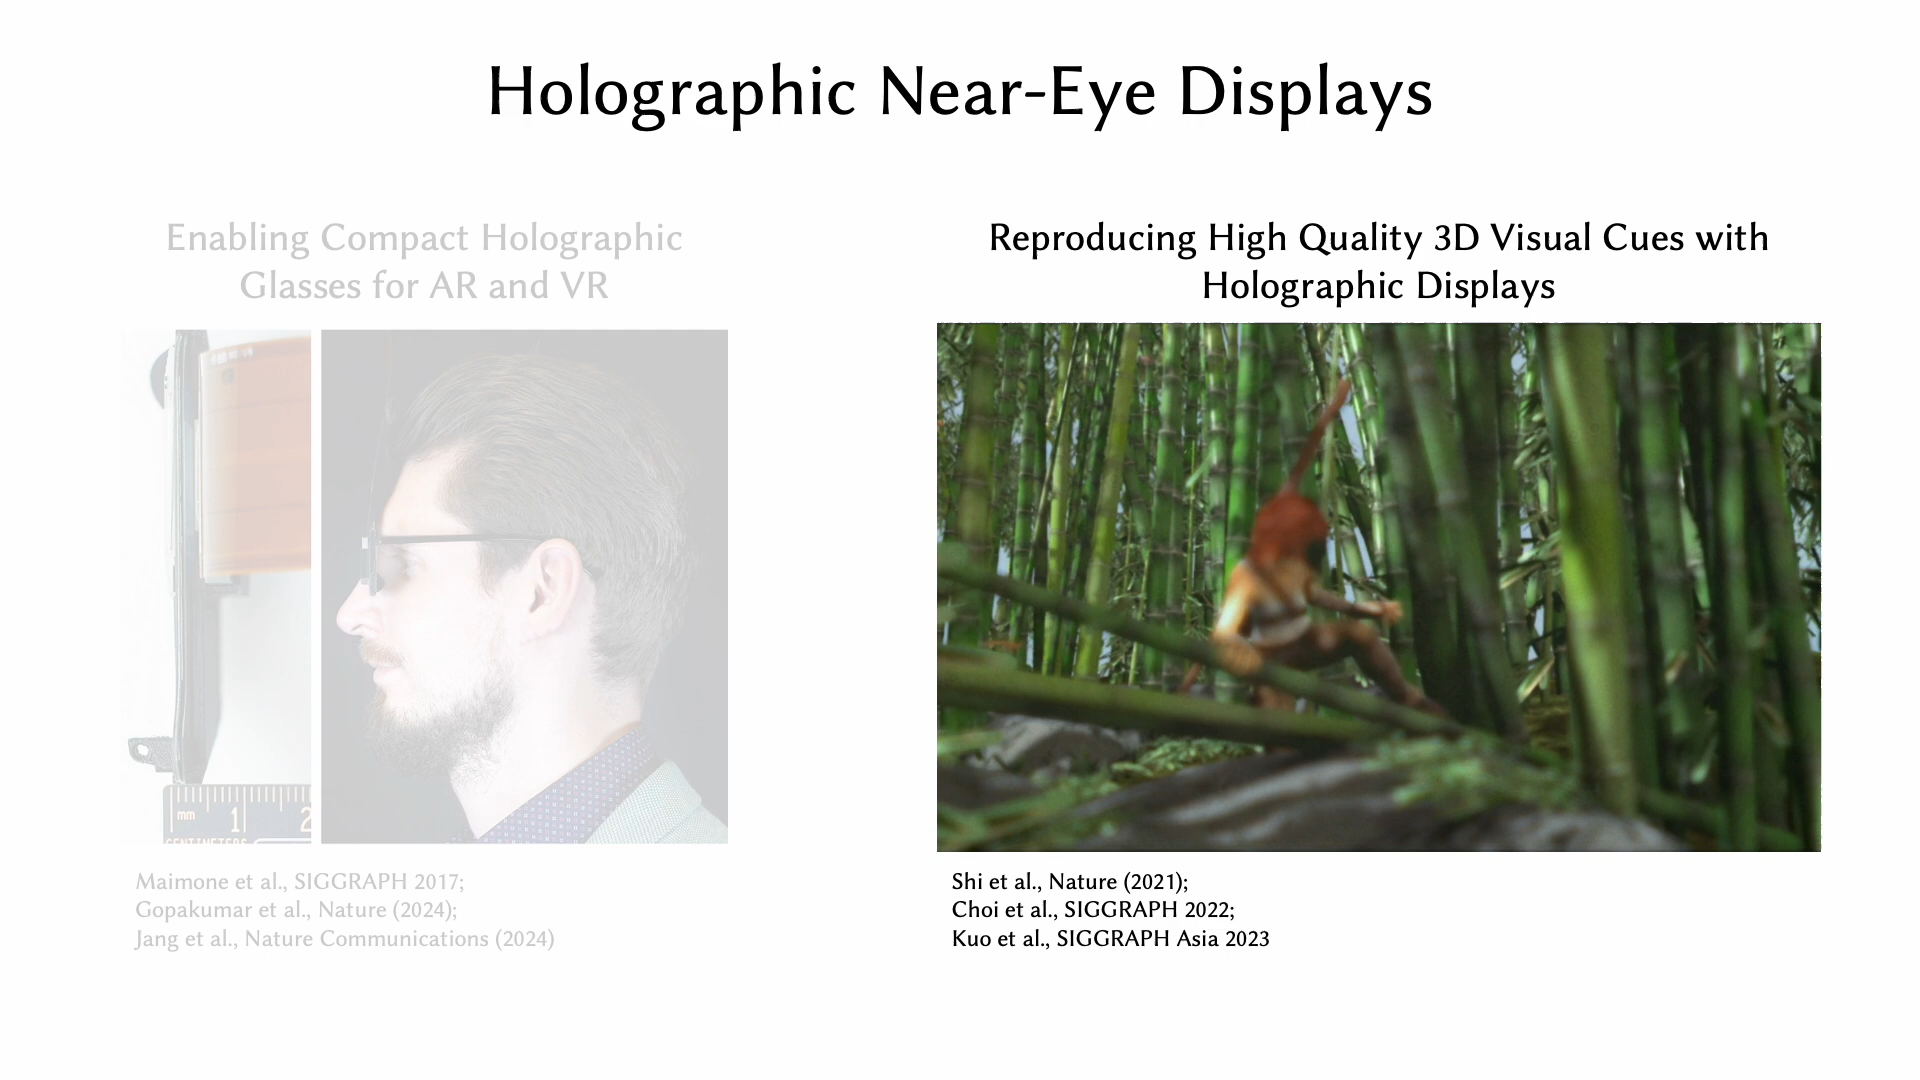 Holographic Near-Eye Displays
Enabling Compact Holographic
Glasses for AR and VR
mm 1 2
Maimone et al., SIGGRAPH 2017;
Gopakumar et al., Nature (2024);
Jang et al., Nature Communications (2024)
Reproducing High Quality 3D Visual Cues with
Holographic Displays
Shi et al., Nature (2021);
Choi et al., SIGGRAPH 2022;
Kuo et al., SIGGRAPH Asia 2023